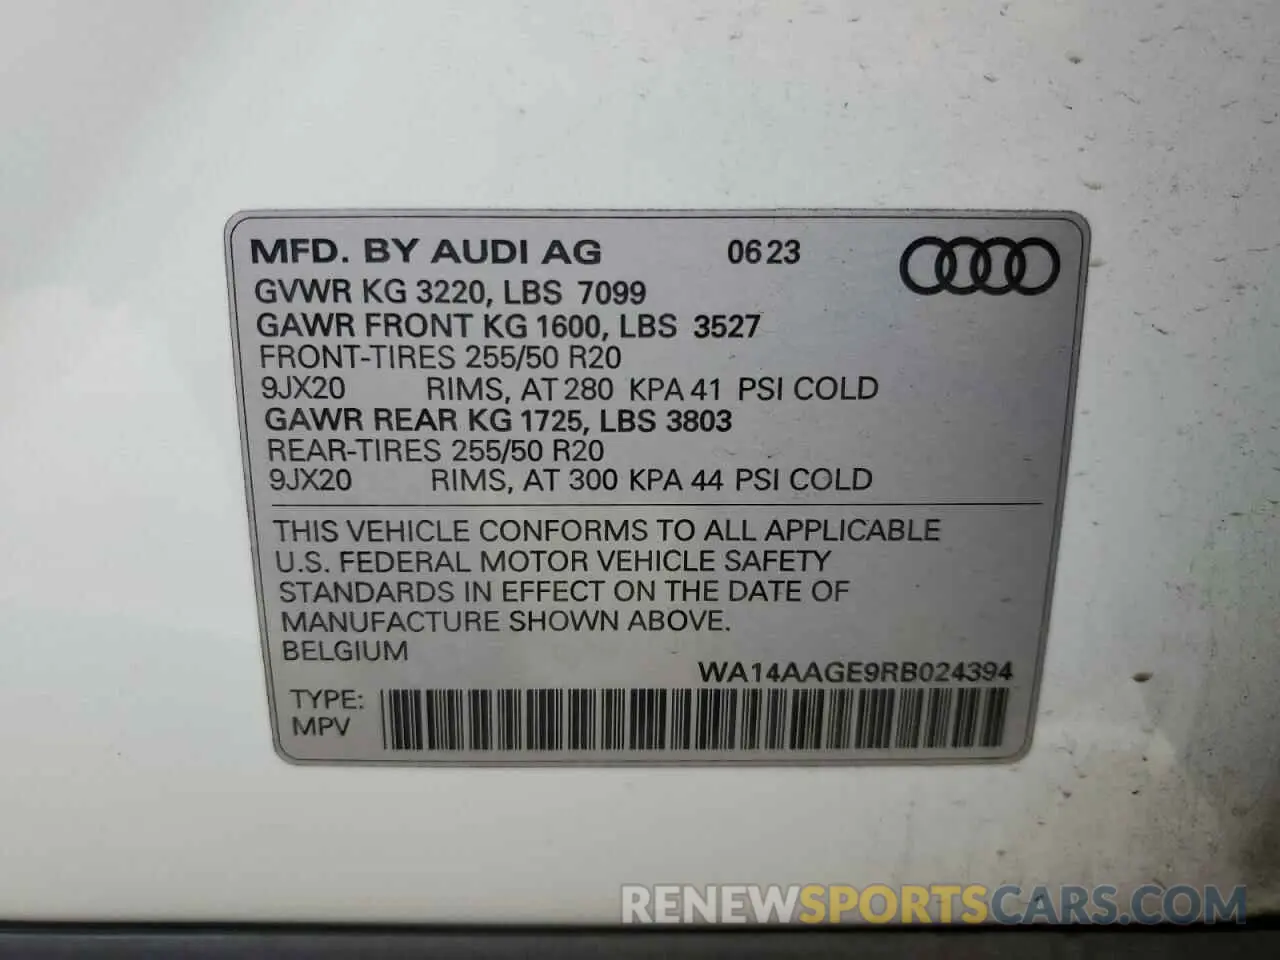 MFD. BY AUDI AG 0623
GVWR KG 3220, LBS 7099
GAWR FRONT KG 1600, LBS 3527
FRONT-TIRES 255/50 R20
9JX20 RIMS, AT 280 KPA 41 PSI COLD
GAWR REAR KG 1725, LBS 3803
REAR-TIRES 255/50 R20
9JX20 RIMS, AT 300 KPA 44 PSI COLD
THIS VEHICLE CONFORMS TO ALL APPLICABLE
U.S. FEDERAL MOTOR VEHICLE SAFETY
STANDARDS IN EFFECT ON THE DATE OF
MANUFACTURE SHOWN ABOVE.
BELGIUM
WA14AAGE9RB024394
TYPE:
MPV
RENEWSPORTSCARS.COM